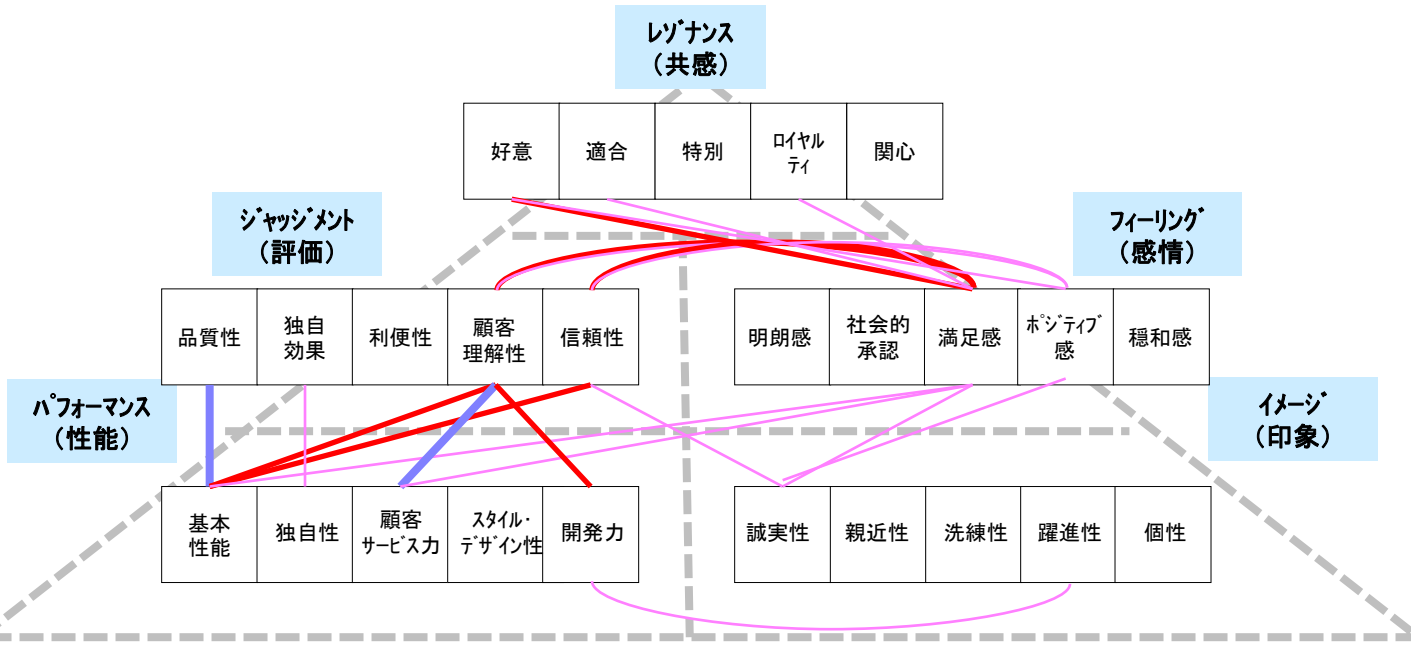 ﾚｿﾞﾅﾝｽ
（共感）
好意
適合
特別
ﾛｲﾔﾙ
ﾃｨ
関心
ｼﾞｬｯｼﾞﾒﾝﾄ
（評価）
ﾌｨｰﾘﾝｸﾞ
（感情）
品質性
独自
効果
利便性
顧客
理解性
信頼性
明朗感
社会的
承認
満足感
ﾎﾟｼﾞﾃｨﾌﾞ
感
穏和感
ﾊﾟﾌｫｰﾏﾝｽ
（性能）
ｲﾒｰｼﾞ
（印象）
基本
性能
独自性
顧客
ｻｰﾋﾞｽ力
ｽﾀｲﾙ・
ﾃﾞｻﾞｲﾝ性
開発力
誠実性
親近性
洗練性
躍進性
個性